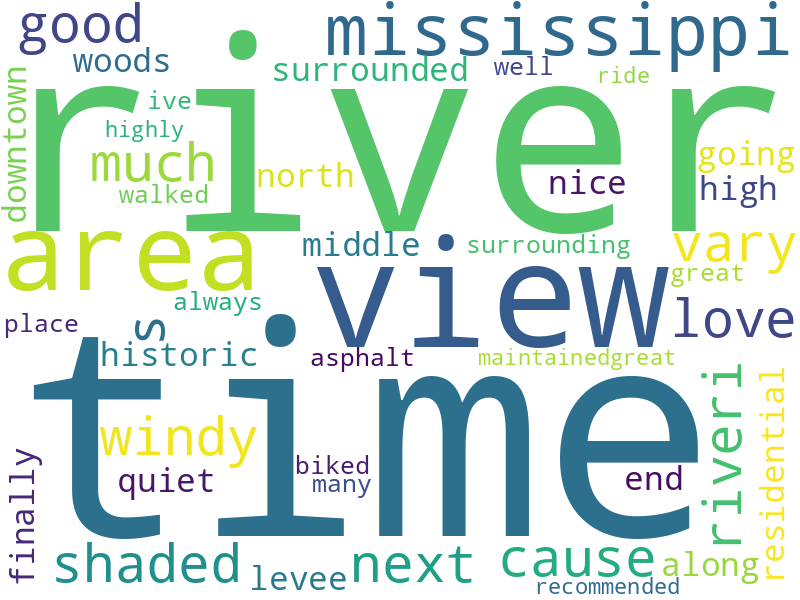 good
mississippi
woods
surrounded
well
ride
river
downtown
ive
highly
much
walked
north
nice
going
high
area
middle
view
surrounding
vary
great
always
love
place
s
historic
asphalt
maintainedgreat
time
windy
quiet
biked
many
end
riveri
residential
finally
shaded
levee
next
cause
along
recommended